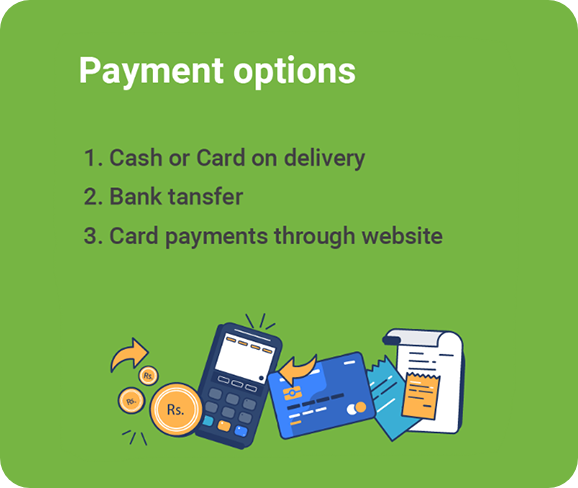 Payment options
1. Cash or Card on delivery
2. Bank tansfer
3. Card payments through website
Rs.
Rs.
Rs.